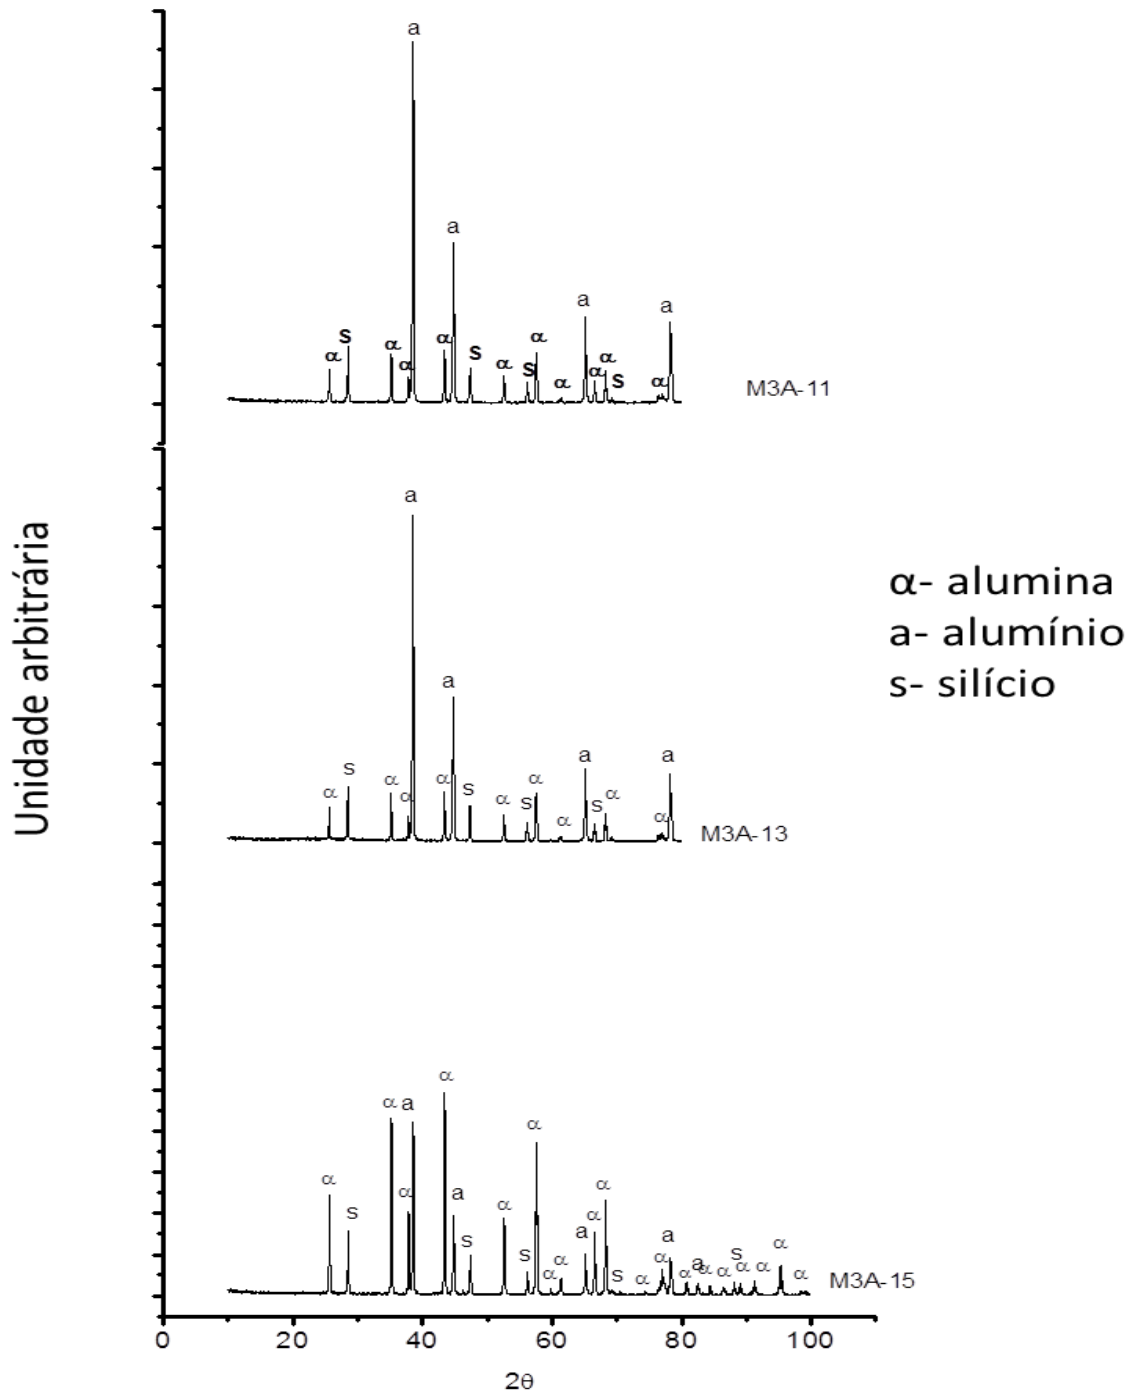 a
a
a
a
α
s
α
α
α
s
α
s
α
α
α
α
s
α
M3A-11
a
a
a
a
α
s
α
α
α
s
α
s
α
α
s
α
α
M3A-13
α
α
a
α
α
s
α
a
s
α
s
α
α
a
α
α
s
α
α
a
α
a
α
α
s
α
α
α
α
M3A-15
Unidade arbitrária
α- alumina
a- alumínio
s- silício
0 20 40 60 80 100
2θ